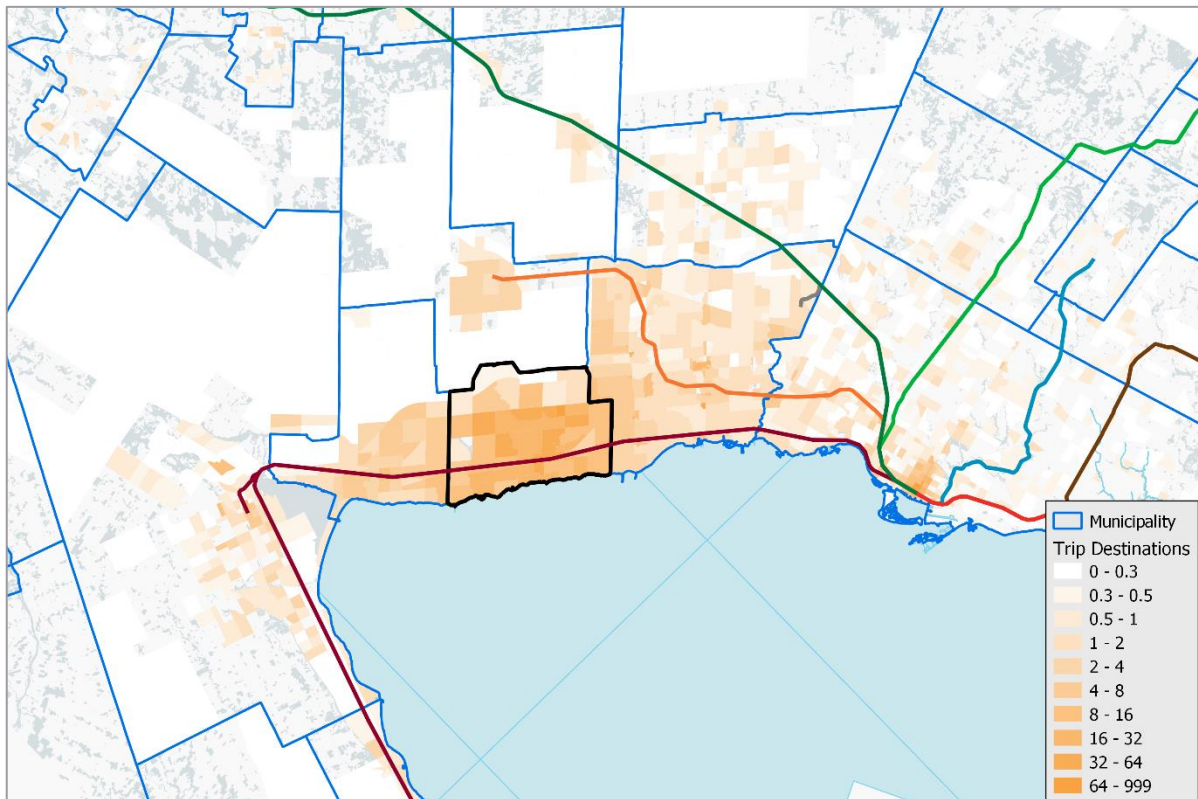 Municipality
Trip Destinations
0 - 0.3
0.3 - 0.5
0.5 - 1
1 - 2
2 - 4
4 - 8
8 - 16
16 - 32
32 - 64
64 - 999